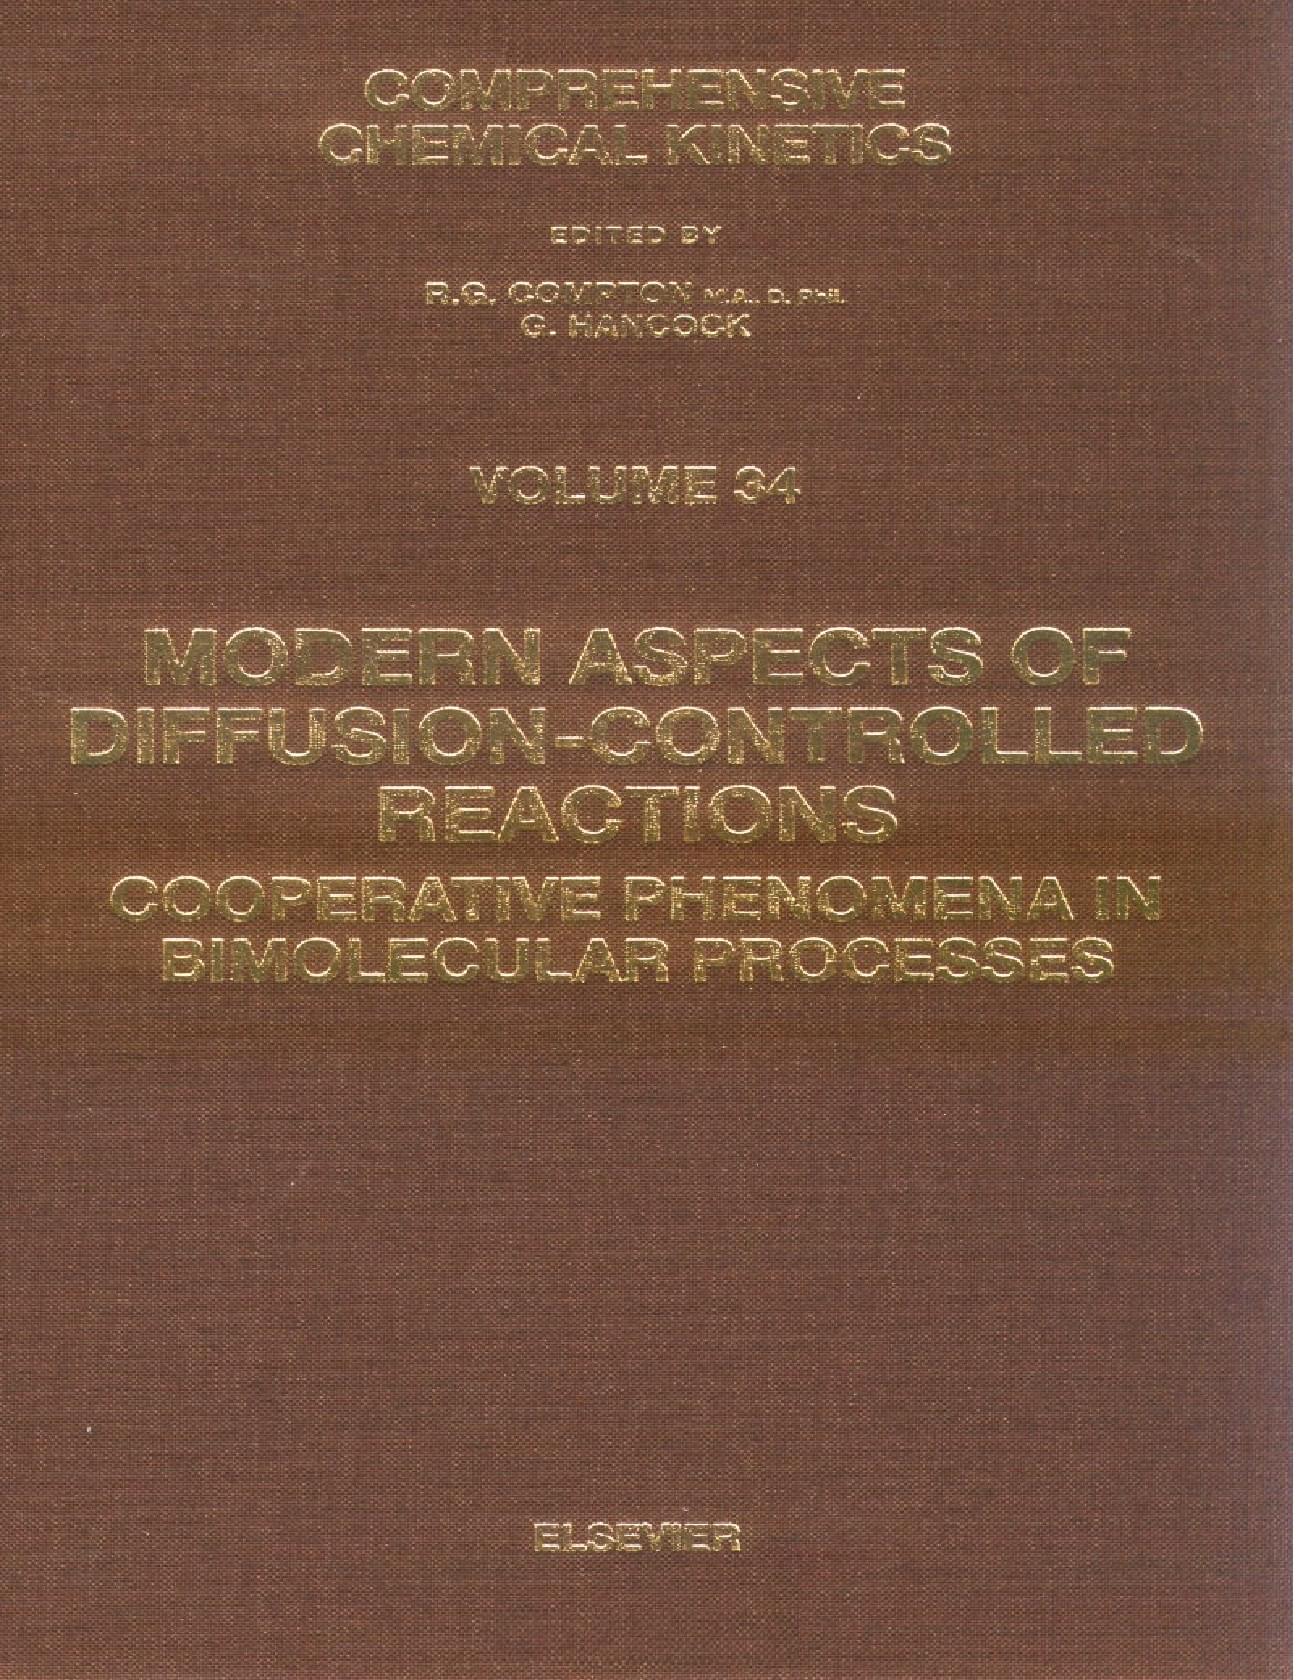 COMPREHENSIVE
CHEMICAL KINETICS
EDITED BY
R.G. COMPTON M.A., D. Phil.
G. HANCOCK
VOLUME 34
MODERN ASPECTS OF
DIFFUSION-CONTROLLED
REACTIONS
COOPERATIVE PHENOMENA IN
BIMOLECULAR PROCESSES
ELSEVIER